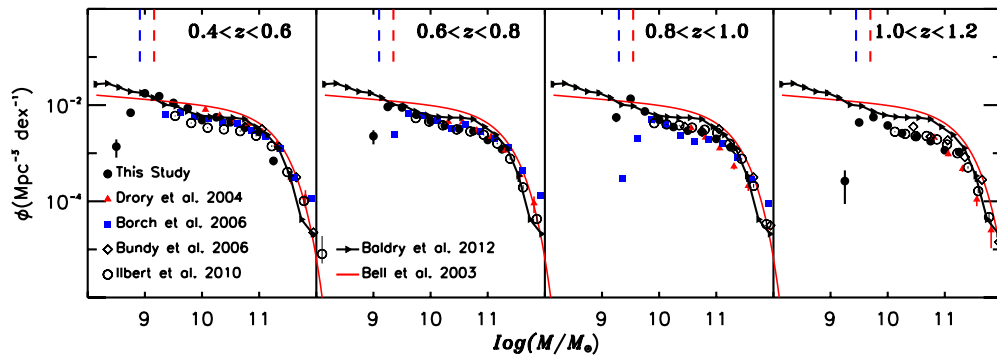 0.4<z<0.6
0.6<z<0.8
0.8<z<1.0
1.0<z<1.2
10⁻²
10⁻⁴
ϕ(Mpc⁻³ dex⁻¹)
This Study
Drory et al. 2004
Borch et al. 2006
Bundy et al. 2006
Ilbert et al. 2010
Baldry et al. 2012
Bell et al. 2003
9 10 11
9 10 11
9 10 11
9 10 11
log(M/M⊙)